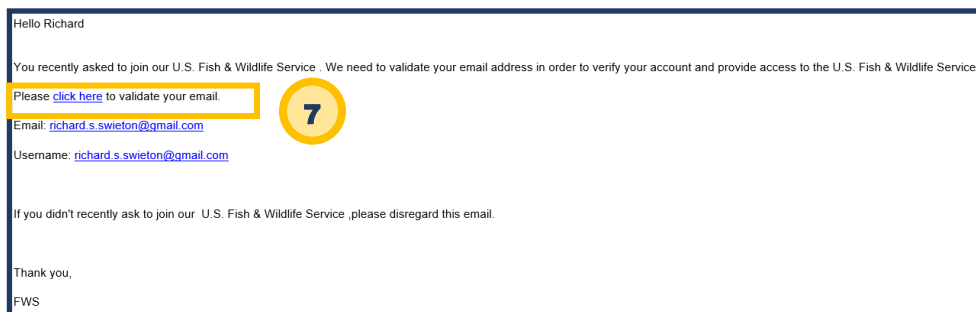 Hello Richard
You recently asked to join our U.S. Fish & Wildlife Service . We need to validate your email address in order to verify your account and provide access to the U.S. Fish & Wildlife Service
Please click here to validate your email.
7
Email: richard.s.swieton@gmail.com
Username: richard.s.swieton@gmail.com
If you didn't recently ask to join our  U.S. Fish & Wildlife Service ,please disregard this email.
Thank you,
FWS